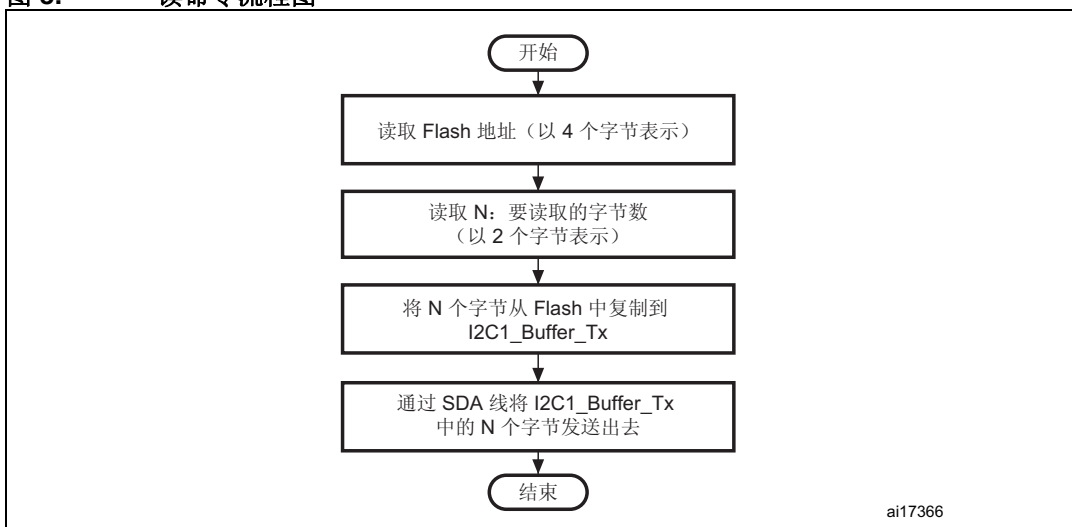 开始
读取 Flash 地址（以 4 个字节表示）
读取 N：要读取的字节数
（以 2 个字节表示）
将 N 个字节从 Flash 中复制到
I2C1_Buffer_Tx
通过 SDA 线将 I2C1_Buffer_Tx
中的 N 个字节发送出去
结束
ai17366